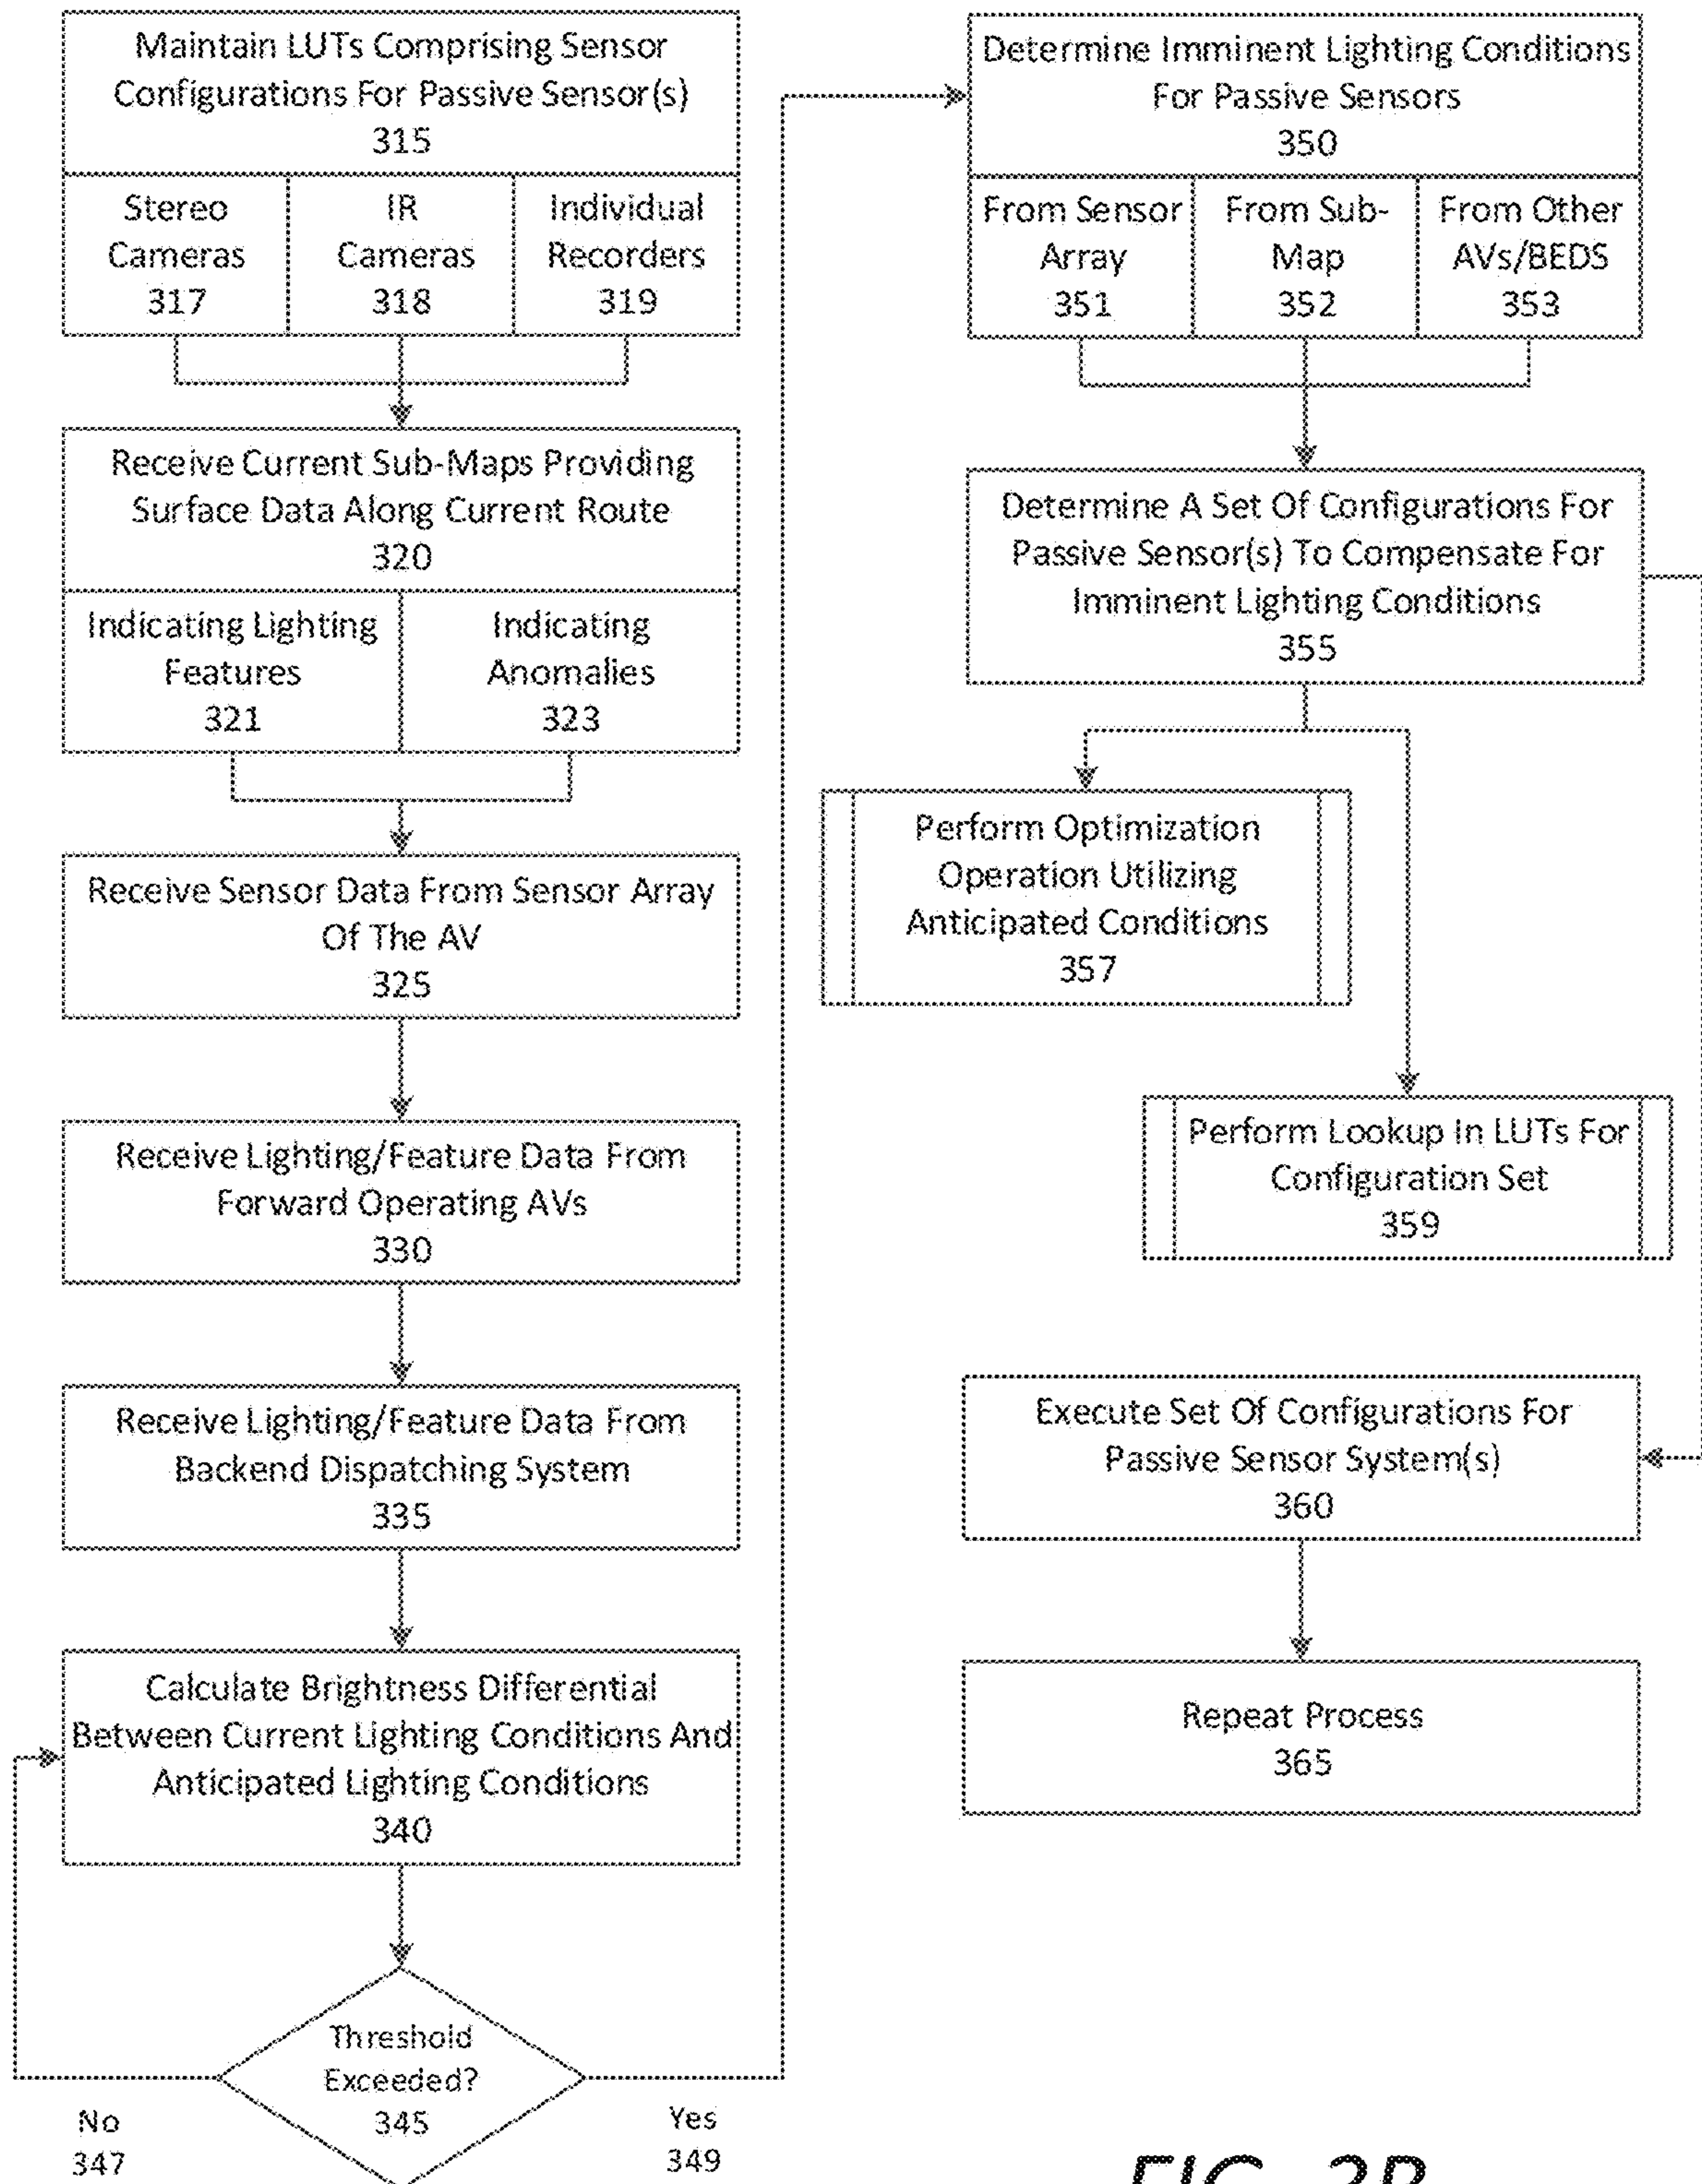 Maintain LUTs Comprising Sensor
Configurations For Passive Sensor(s)
315
Stereo
Cameras
317
IR
Cameras
318
Individual
Recorders
319
Receive Current Sub-Maps Providing
Surface Data Along Current Route
320
Indicating Lighting
Features
321
Indicating
Anomalies
323
Receive Sensor Data From Sensor Array
Of The AV
325
Receive Lighting/Feature Data From
Forward Operating AVs
330
Receive Lighting/Feature Data From
Backend Dispatching System
335
Calculate Brightness Differential
Between Current Lighting Conditions And
Anticipated Lighting Conditions
340
Threshold
Exceeded?
345
No
347
Yes
349
Determine Imminent Lighting Conditions
For Passive Sensors
350
From Sensor
Array
351
From Sub-
Map
352
From Other
AVs/BEDS
353
Determine A Set Of Configurations For
Passive Sensor(s) To Compensate For
Imminent Lighting Conditions
355
Perform Optimization
Operation Utilizing
Anticipated Conditions
357
Perform Lookup In LUTs For
Configuration Set
359
Execute Set Of Configurations For
Passive Sensor System(s)
360
Repeat Process
365